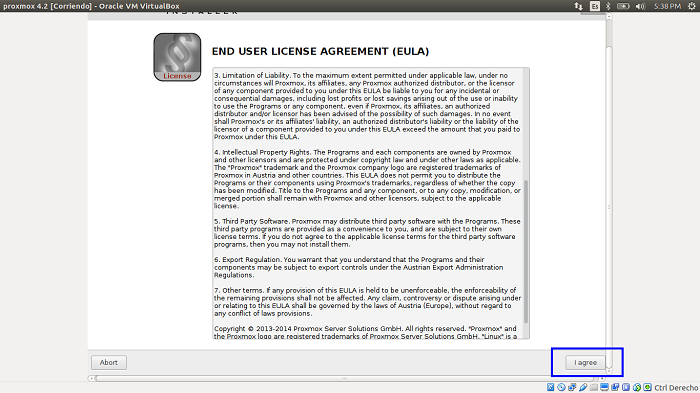 proxmox 4.2 [Corriendo] - Oracle VM VirtualBox
Es
5:38 PM
INSTALLER
License
END USER LICENSE AGREEMENT (EULA)
3. Limitation of Liability. To the maximum extent permitted under applicable law, under no
circumstances will Proxmox, its affiliates, any Proxmox authorized distributor, or the licensor
of any component provided to you under this EULA be liable to you for any incidental or
consequential damages, including lost profits or lost savings arising out of the use or inability
to use the Programs or any component, even if Proxmox, its affiliates, an authorized
distributor and/or licensor has been advised of the possibility of such damages. In no event
shall Proxmox's or its affiliates' liability, an authorized distributor's liability or the liability of the
licensor of a component provided to you under this EULA exceed the amount that you paid to
Proxmox under this EULA.
4. Intellectual Property Rights. The Programs and each components are owned by Proxmox
and other licensors and are protected under copyright law and under other laws as applicable.
The "Proxmox" trademark and the Proxmox company logo are registered trademarks of
Proxmox in Austria and other countries. This EULA does not permit you to distribute the
Programs or their components using Proxmox's trademarks, regardless of whether the copy
has been modified. Title to the Programs and any component, or to any copy, modification, or
merged portion shall remain with Proxmox and other licensors, subject to the applicable
license.
5. Third Party Software. Proxmox may distribute third party software with the Programs. These
third party programs are provided as a convenience to you, and are subject to their own
license terms. If you do not agree to the applicable license terms for the third party software
programs, then you may not install them.
6. Export Regulation. You warrant that you understand that the Programs and their
components may be subject to export controls under the Austrian Export Administration
Regulations.
7. Other terms. If any provision of this EULA is held to be unenforceable, the enforceability of
the remaining provisions shall not be affected. Any claim, controversy or dispute arising under
or relating to this EULA shall be governed by the laws of Austria (Europe), without regard to
any conflict of laws provisions.
Copyright © 2013-2014 Proxmox Server Solutions GmbH. All rights reserved. "Proxmox" and
the Proxmox logo are registered trademarks of Proxmox Server Solutions GmbH. "Linux" is a
Abort
I agree
Ctrl Derecho